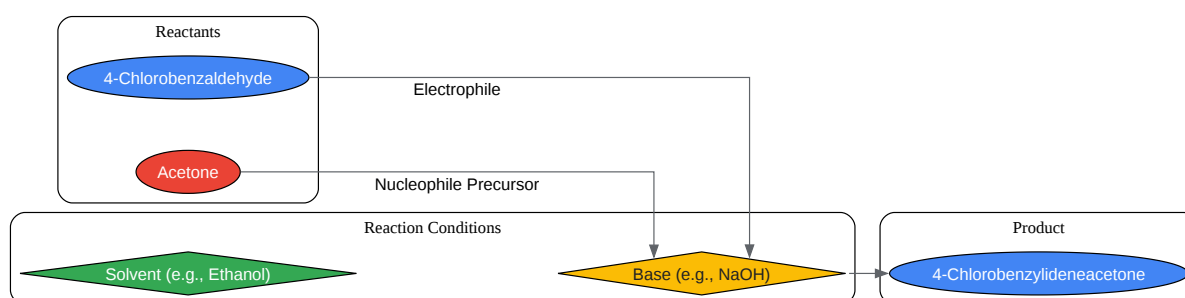 Reactants
4-Chlorobenzaldehyde
Electrophile
Acetone
Nucleophile Precursor
Reaction Conditions
Product
Solvent (e.g., Ethanol)
Base (e.g., NaOH)
4-Chlorobenzylideneacetone